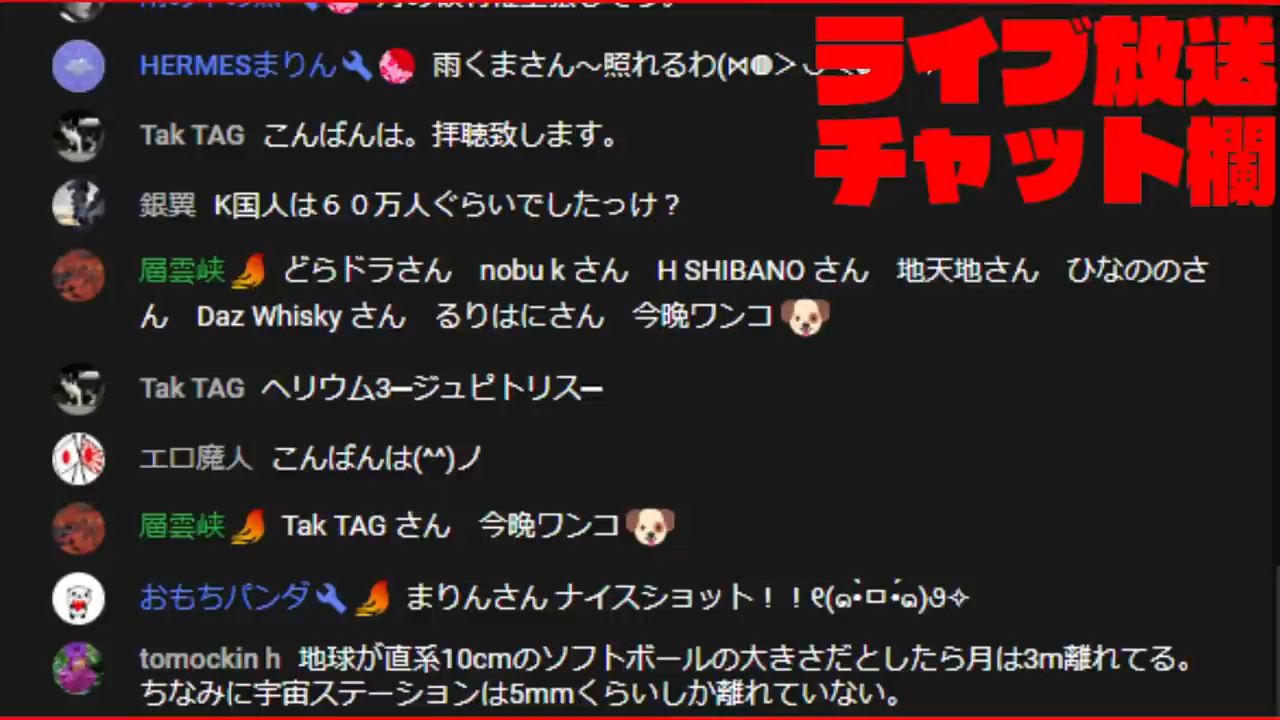 ライブ放送
チャット欄
HERMESまりん 雨くまさん〜照れるわ
Tak TAG こんばんは。拝聴致します。
銀翼 K国人は６０万人ぐらいでしたっけ？
層雲峡 どらドラさん nobu k さん H SHIBANO さん 地天地さん ひなののさ
ん Daz Whisky さん るりはにさん 今晩ワンコ
Tak TAG ヘリウム3ージュピトリスー
エロ魔人 こんばんは(^^)ノ
層雲峡 Tak TAG さん 今晩ワンコ
おもちパンダ まりんさん ナイスショット！！९(๑•̀ロ•́๑)۶✧
tomockin h 地球が直系10cmのソフトボールの大きさだとしたら月は3m離れてる。
ちなみに宇宙ステーションは5mmくらいしか離れていない。